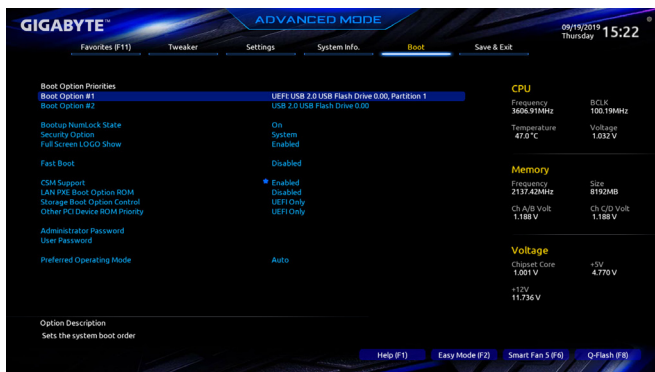 GIGABYTE™
ADVANCED MODE
09/19/2019 Thursday 15:22
Favorites (F11) Tweaker Settings System Info. Boot Save & Exit
Boot Option Priorities
Boot Option #1 UEFI: USB 2.0 USB Flash Drive 0.00, Partition 1
Boot Option #2 USB 2.0 USB Flash Drive 0.00
Bootup NumLock State On
Security Option System
Full Screen LOGO Show Enabled
Fast Boot Disabled
CSM Support Enabled
LAN PXE Boot Option ROM Disabled
Storage Boot Option Control UEFI Only
Other PCI Device ROM Priority UEFI Only
Administrator Password
User Password
Preferred Operating Mode Auto
CPU
Frequency BCLK
3606.91MHz 100.19MHz
Temperature Voltage
47.0 °C 1.032 V
Memory
Frequency Size
2137.42MHz 8192MB
Ch A/B Volt Ch C/D Volt
1.188 V 1.188 V
Voltage
Chipset Core +5V
1.001 V 4.770 V
+12V
11.736 V
Option Description
Sets the system boot order
Help (F1) Easy Mode (F2) Smart Fan 5 (F6) Q-Flash (F8)